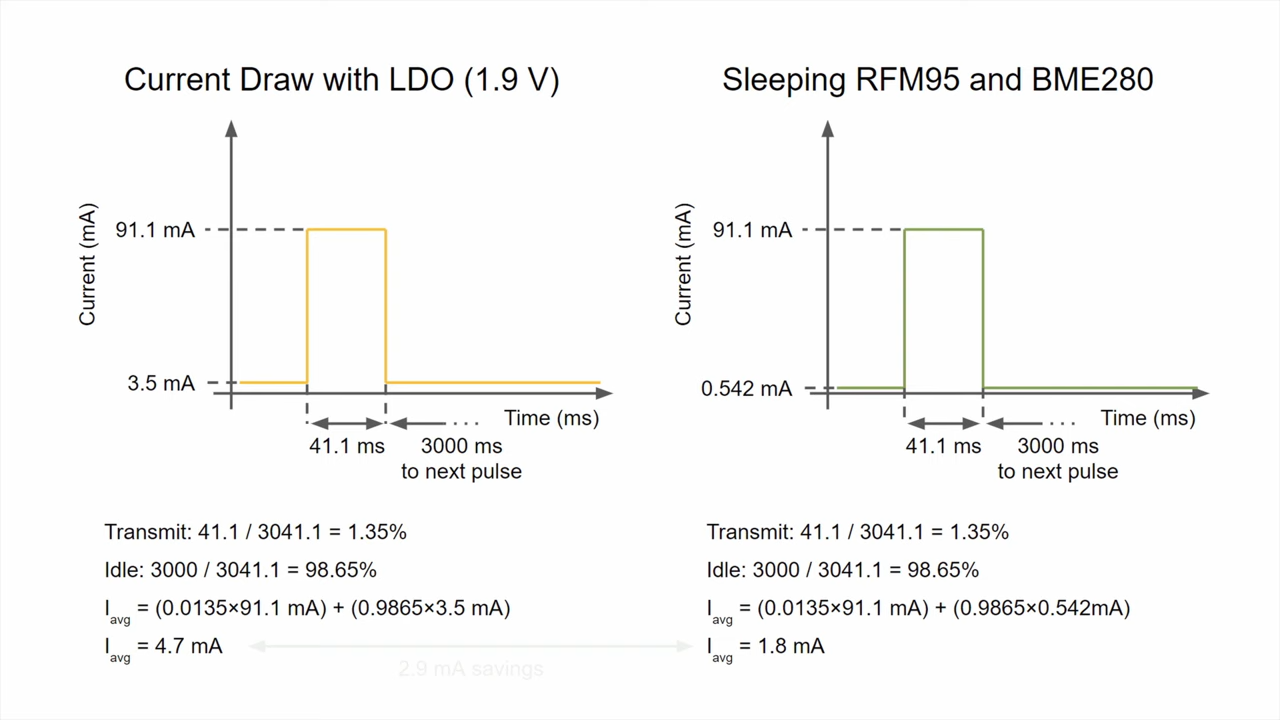 Current Draw with LDO (1.9 V)
Current (mA)
91.1 mA
3.5 mA
Time (ms)
41.1 ms
3000 ms
to next pulse
Transmit: 41.1 / 3041.1 = 1.35%
Idle: 3000 / 3041.1 = 98.65%
Iavg = (0.0135×91.1 mA) + (0.9865×3.5 mA)
Iavg = 4.7 mA
2.9 mA savings
Sleeping RFM95 and BME280
Current (mA)
91.1 mA
0.542 mA
Time (ms)
41.1 ms
3000 ms
to next pulse
Transmit: 41.1 / 3041.1 = 1.35%
Idle: 3000 / 3041.1 = 98.65%
Iavg = (0.0135×91.1 mA) + (0.9865×0.542mA)
Iavg = 1.8 mA